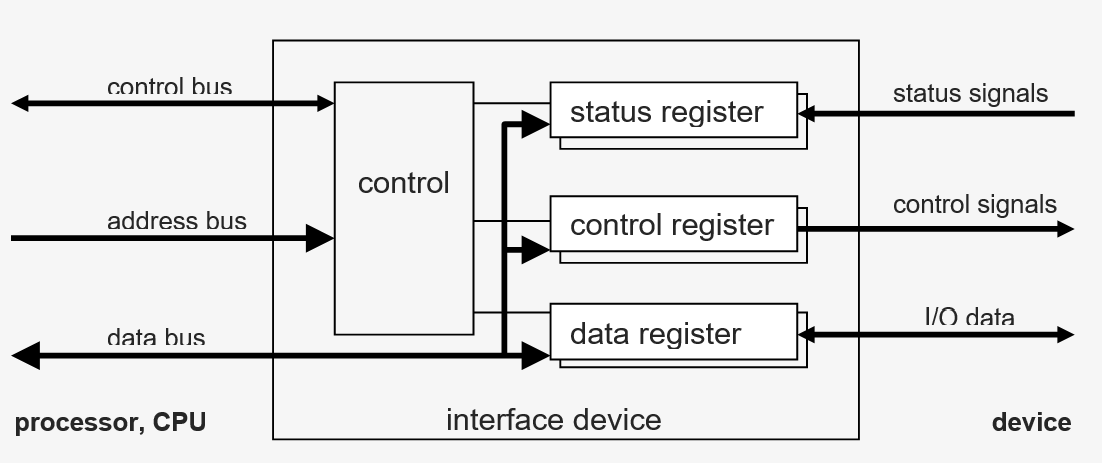 control bus
status register
status signals
control
address bus
control register
control signals
data bus
data register
I/O data
processor, CPU
interface device
device